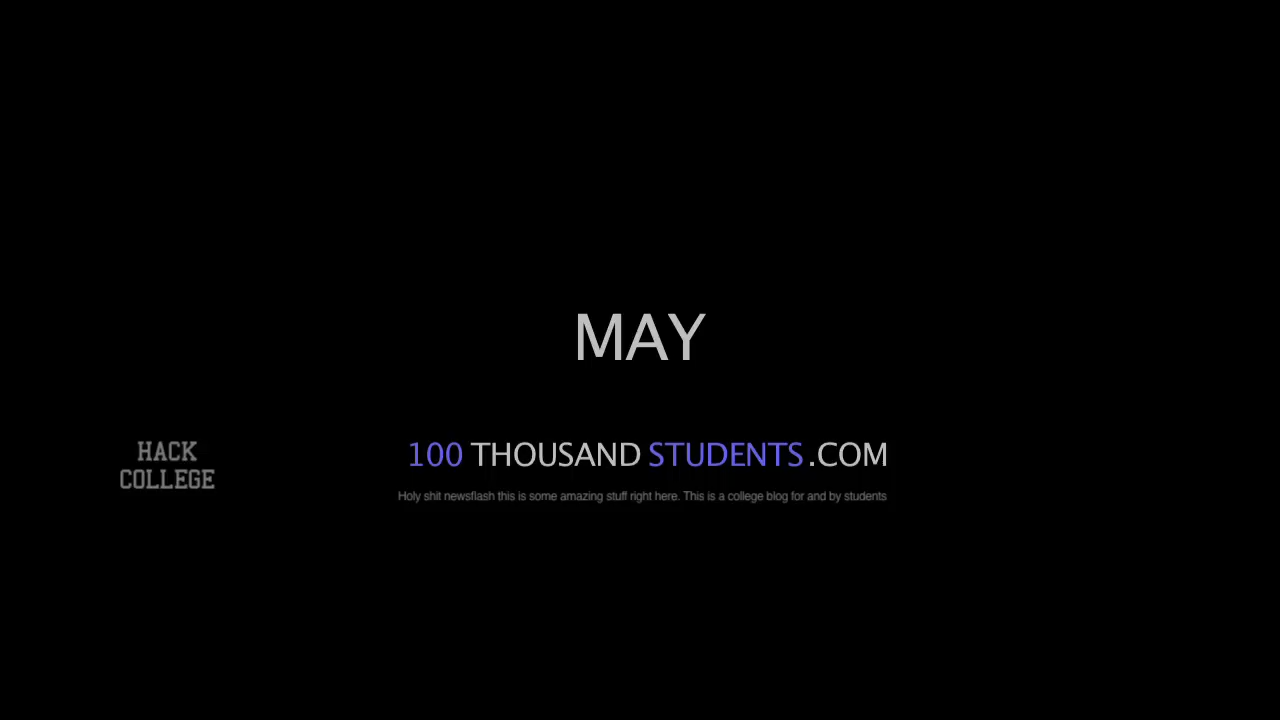 MAY
HACK
COLLEGE
100 THOUSAND STUDENTS.COM
Holy shit newsflash this is some amazing stuff right here. This is a college blog for and by students